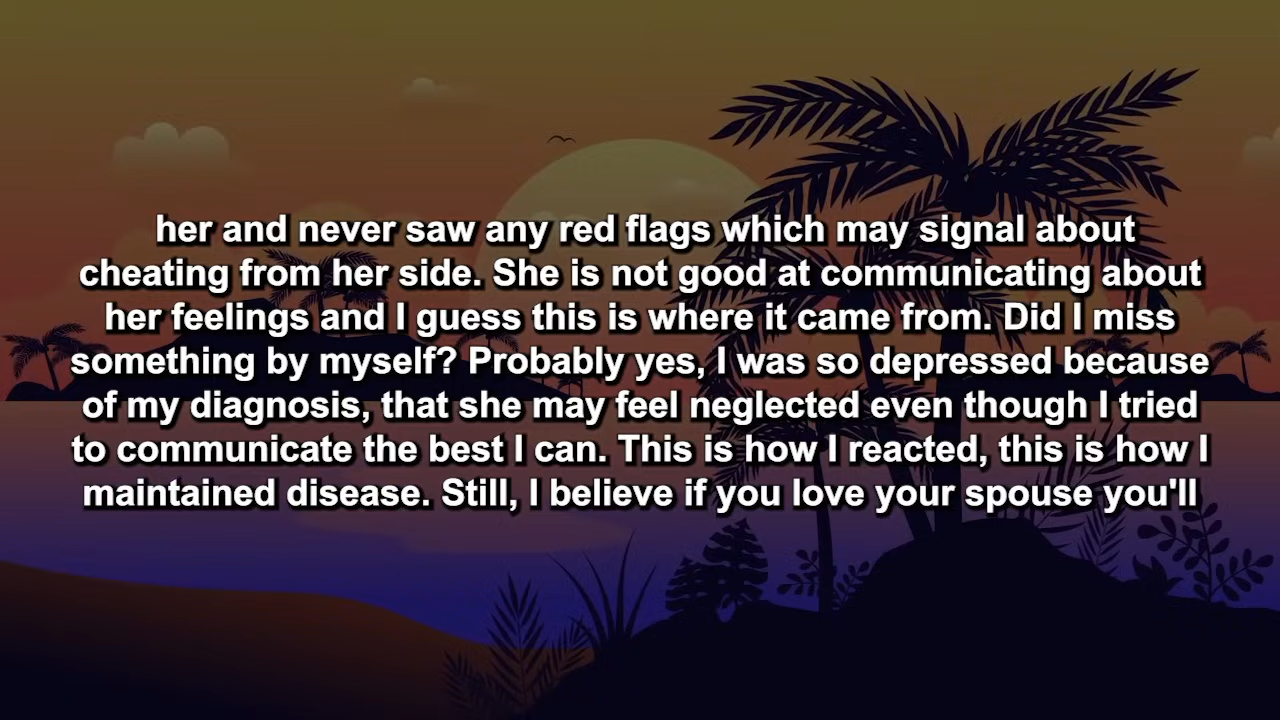 her and never saw any red flags which may signal about
cheating from her side. She is not good at communicating about
her feelings and I guess this is where it came from. Did I miss
something by myself? Probably yes, I was so depressed because
of my diagnosis, that she may feel neglected even though I tried
to communicate the best I can. This is how I reacted, this is how I
maintained disease. Still, I believe if you love your spouse you'll